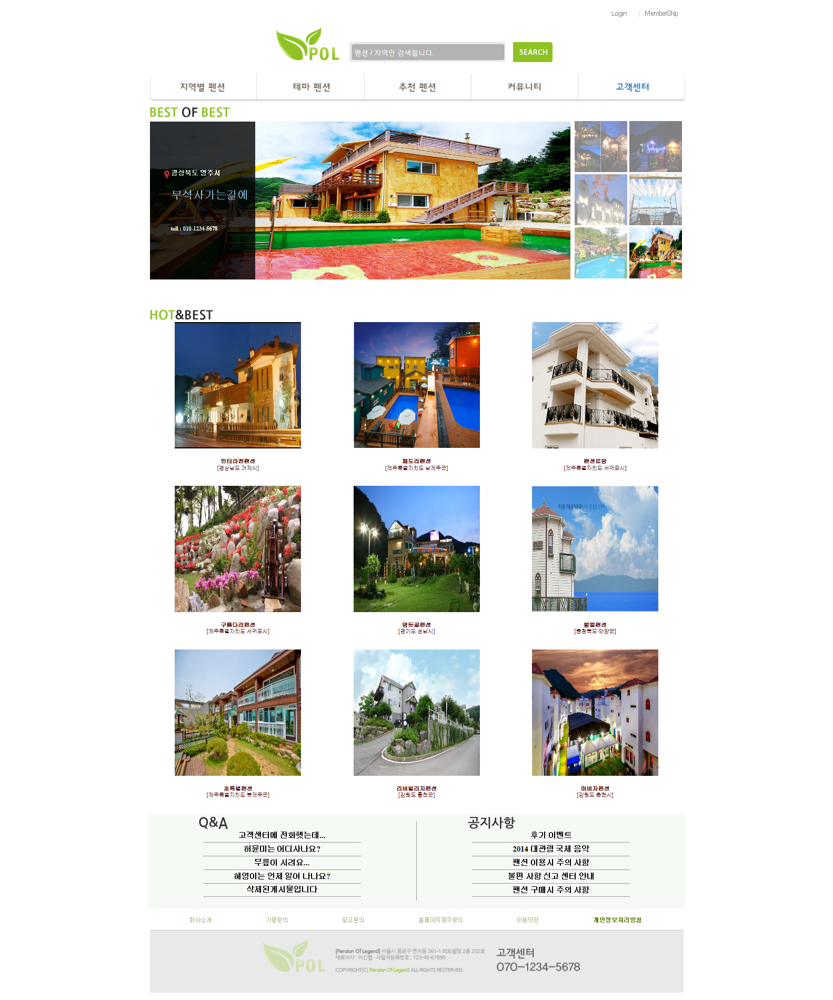 Login | MemberShip
POL
펜션 / 지역만 검색됩니다.
SEARCH
지역별 펜션
테마 펜션
추천 펜션
커뮤니티
고객센터
BEST OF BEST
경상북도 영주시
부석사가는길에
tell : 010-1234-5678
HOT&BEST
인터라켄팬션
[경상남도 거제시]
패도라팬션
[제주특별자치도 남제주군]
팬션로망
[제주특별자치도 서귀포시]
구름다리펜션
[제주특별자치도 서귀포시]
명든골펜션
[경기도 성남시]
벨엘팬션
[충청북도 단양군]
초특별펜션
[제주특별자치도 북제주군]
리버빌리지펜션
[강원도 홍천군]
이비자펜션
[강원도 춘천시]
Q&A
고객샌터에 전화햇는데...
허윤미는 어디사나요?
무릎이 시려요...
혜영이는 언제 일어 나나요?
삭제된게시물입니다
공지사항
후기 이벤트
2014 대관령 국제 음악
팬션 이용시 주의 사항
불편 사항 신고 센터 안내
팬션 구매시 주의 사항
회사소개
가맹문의
광고문의
홈페이지제작문의
이용약관
개인정보처리방침
POL
[Pension Of Legend] 서울시 종로구 연지동 261-1 리도빌딩 2층 202호
대표이사 : 이신협 사업자등록번호 ; 123-45-67890
COPYRIGHT(C) Pension Of Legend ALL RIGHTS RESTERVED.
고객센터
070-1234-5678